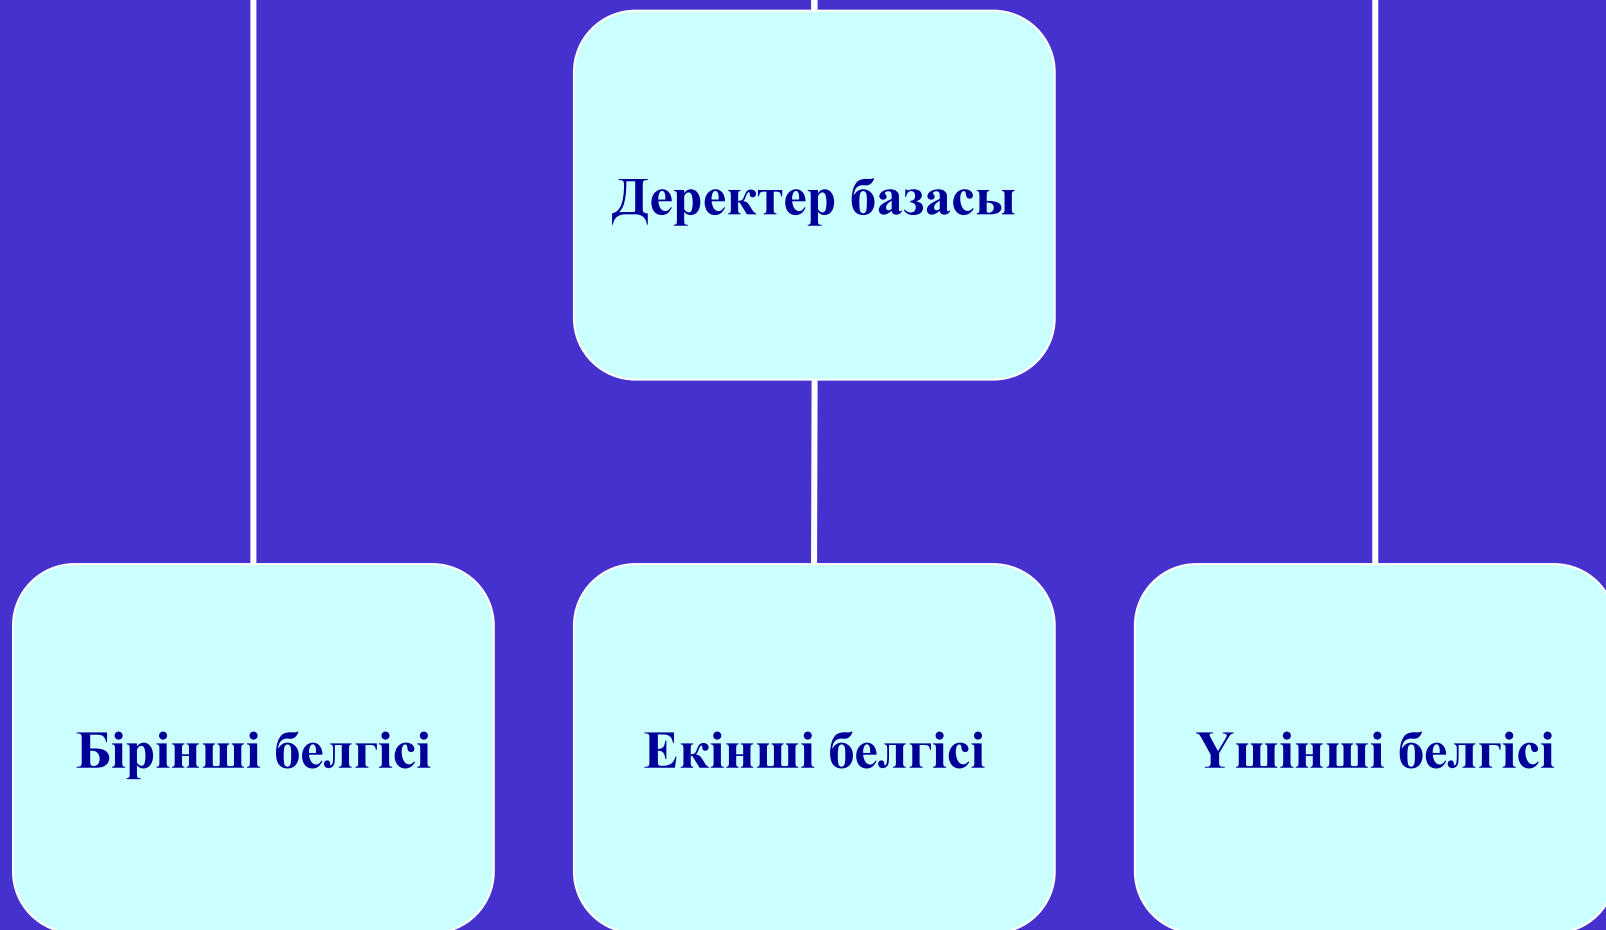 Деректер базасы
Бірінші белгісі
Екінші белгісі
Үшінші белгісі